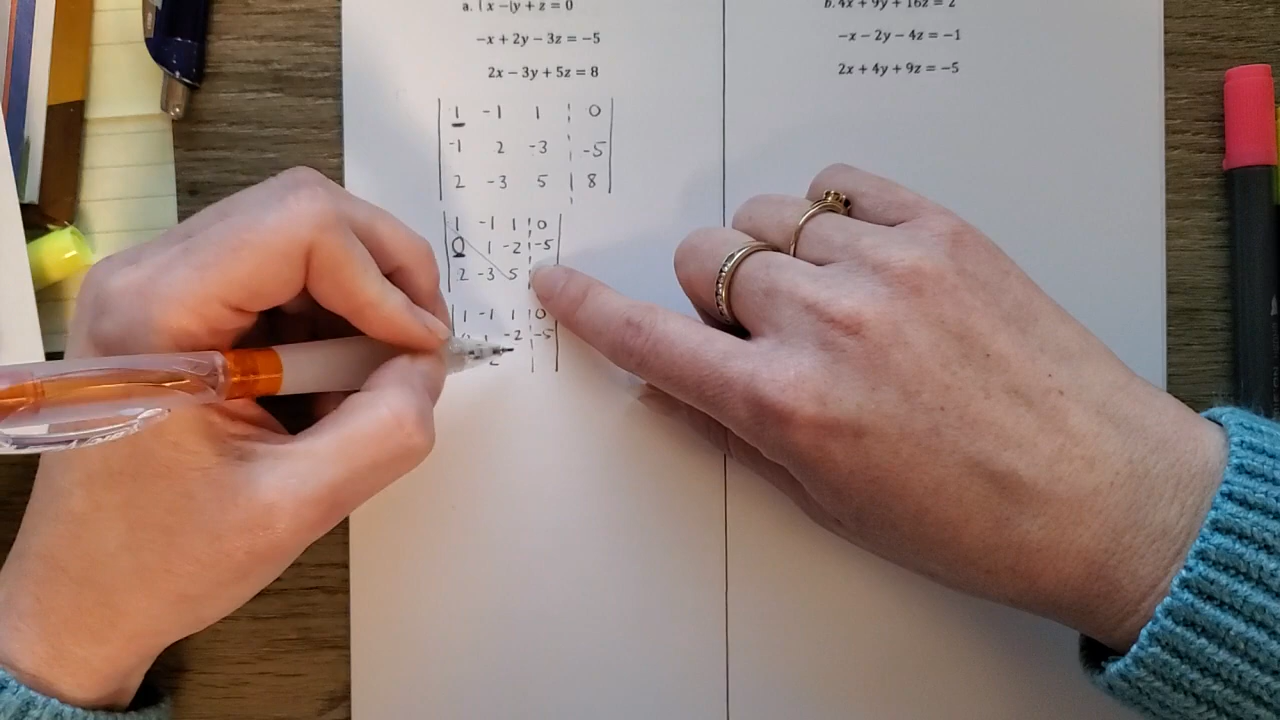 a. 1x - 1y + z = 0
−x + 2y − 3z = −5
2x − 3y + 5z = 8
1 -1 1 0
-1 2 -3 -5
2 -3 5 8
1 -1 1 0
0 1 -2 -5
2 -3 5
1 -1 1 0
-2 -5
b. 4x + 9y + 16z = 2
−x − 2y − 4z = −1
2x + 4y + 9z = −5